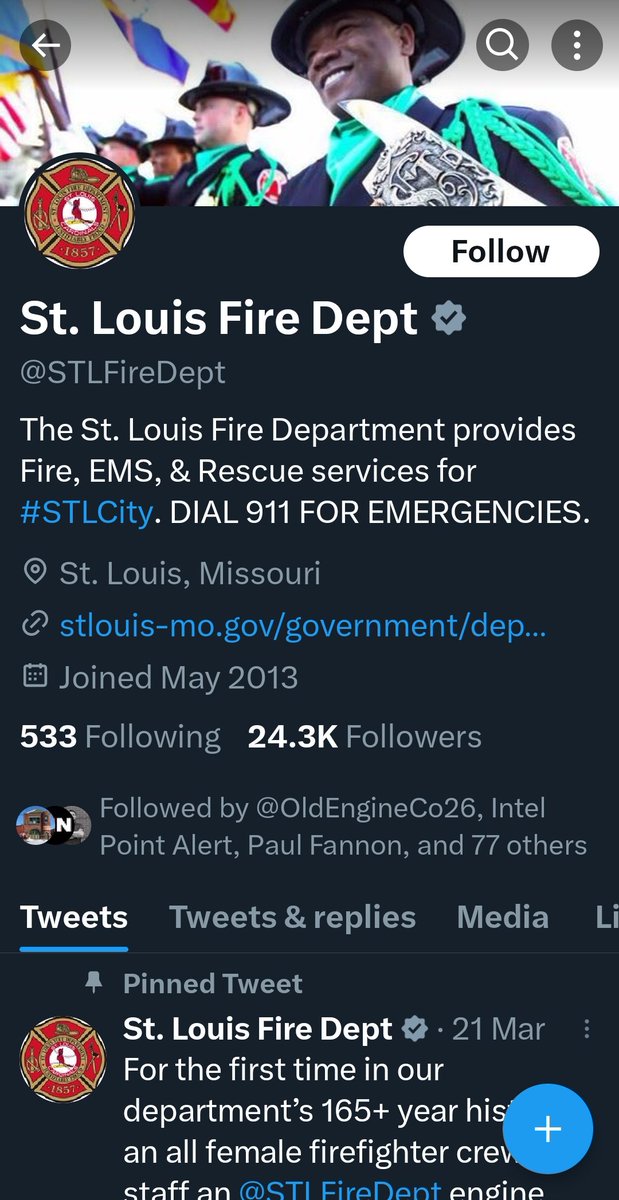 Follow
St. Louis Fire Dept
@STLFireDept
The St. Louis Fire Department provides
Fire, EMS, & Rescue services for
#STLCity. DIAL 911 FOR EMERGENCIES.
St. Louis, Missouri
stlouis-mo.gov/government/dep...
Joined May 2013
533 Following 24.3K Followers
N
Followed by @OldEngineCo26, Intel
Point Alert, Paul Fannon, and 77 others
Tweets Tweets & replies Media Li
Pinned Tweet
St. Louis Fire Dept · 21 Mar
For the first time in our
department's 165+ year his
an all female firefighter crew
staff an @STLFireDept engine
1857
1857